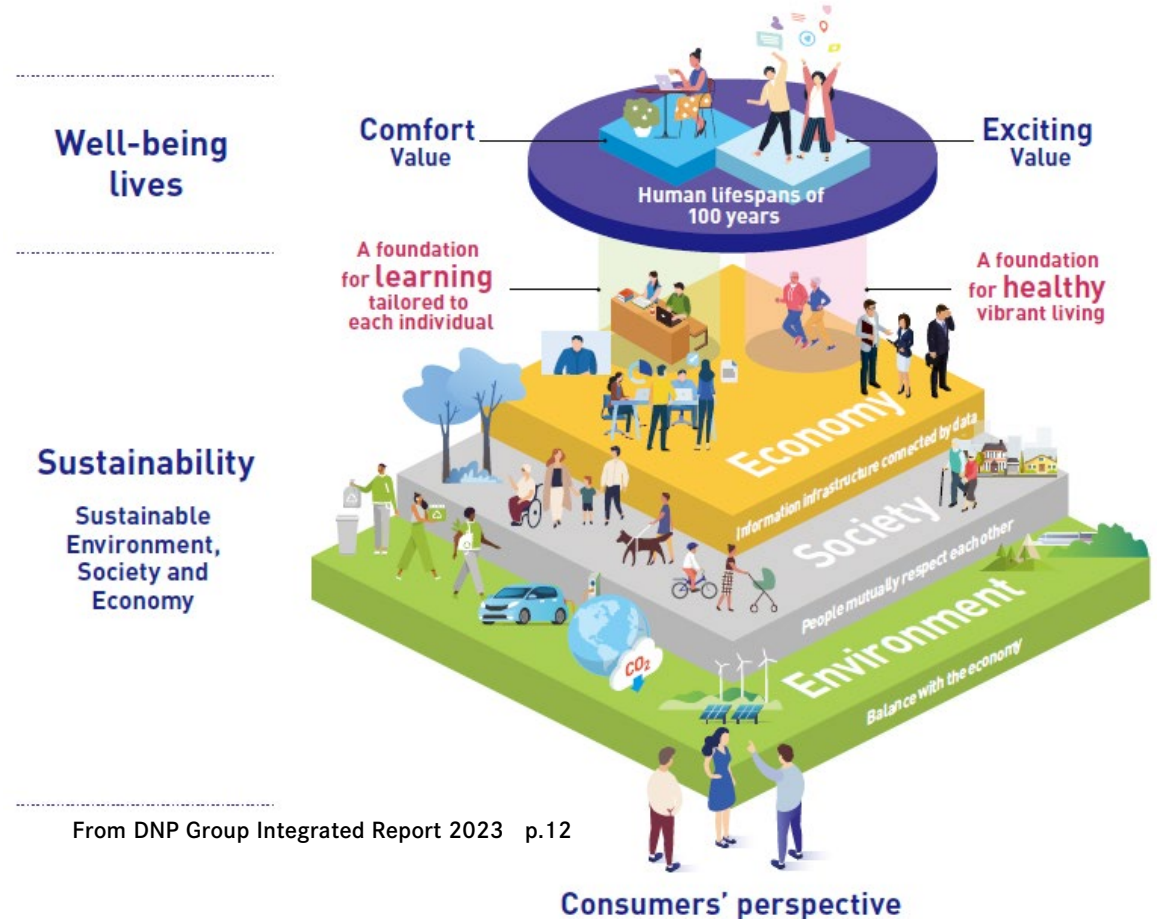 Well-being
lives
Comfort
Value
Exciting
Value
Human lifespans of
100 years
A foundation
for learning
tailored to
each individual
A foundation
for healthy
vibrant living
Economy
Information infrastructure connected by data
Society
People mutually respect each other
Environment
Balance with the economy
CO₂
Sustainability
Sustainable
Environment,
Society and
Economy
From DNP Group Integrated Report 2023 p.12
Consumers' perspective